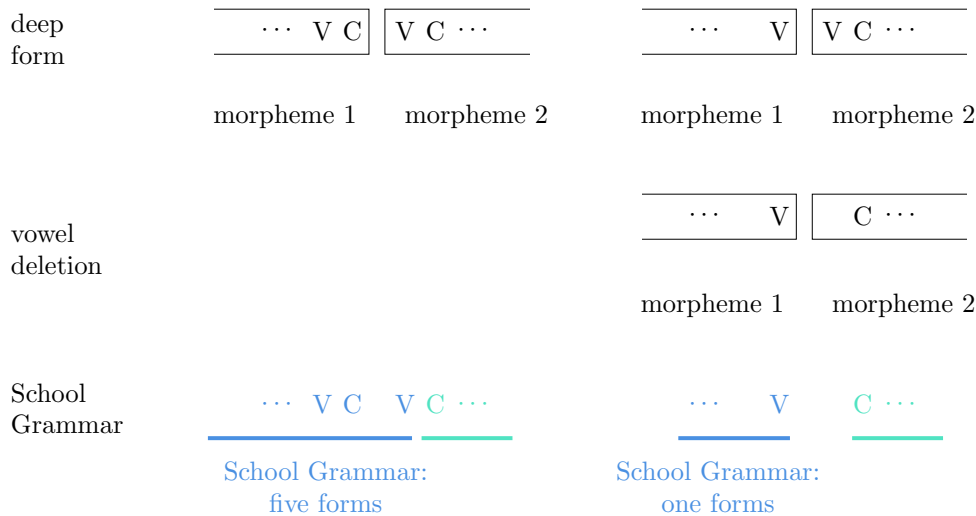 deep
form
··· V C V C ···
··· V V C ···
morpheme 1 morpheme 2
morpheme 1 morpheme 2
vowel
deletion
··· V C ···
morpheme 1 morpheme 2
School
Grammar
··· V C V C ···
··· V C ···
School Grammar:
five forms
School Grammar:
one forms